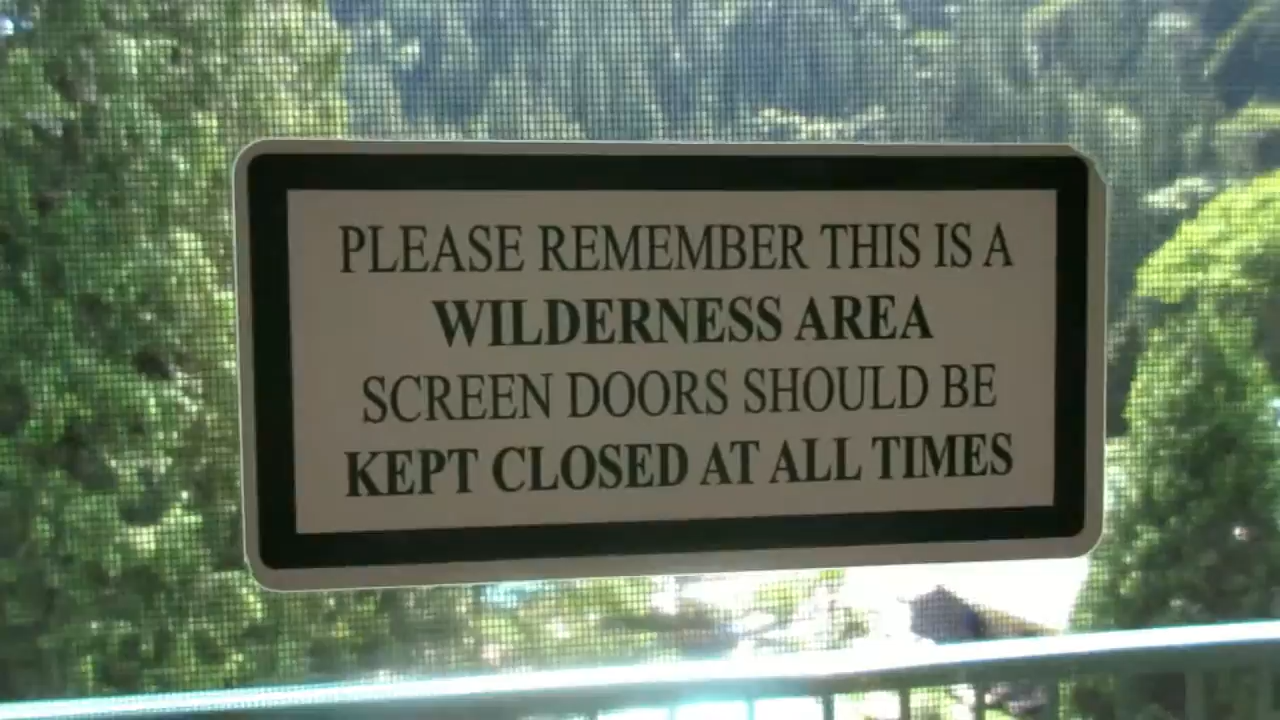 PLEASE REMEMBER THIS IS A
WILDERNESS AREA
SCREEN DOORS SHOULD BE
KEPT CLOSED AT ALL TIMES